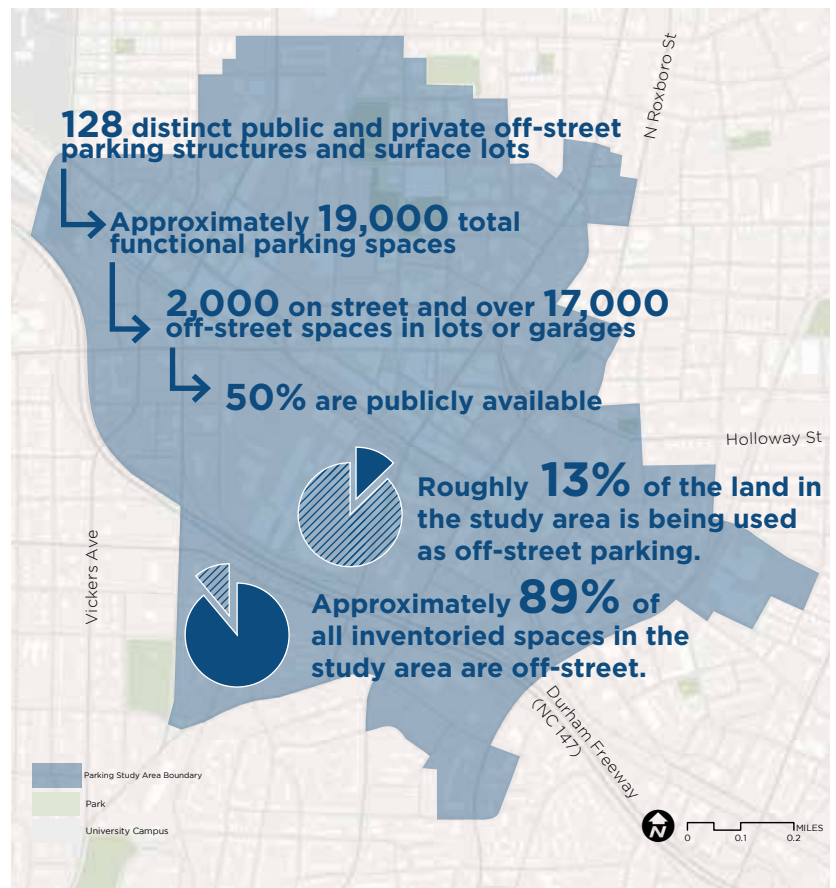 N Roxboro St
128 distinct public and private off-street
parking structures and surface lots
Approximately 19,000 total
functional parking spaces
2,000 on street and over 17,000
off-street spaces in lots or garages
50% are publicly available
Holloway St
Roughly 13% of the land in
the study area is being used
as off-street parking.
Vickers Ave
Approximately 89% of
all inventoried spaces in the
study area are off-street.
Durham Freeway
(NC 147)
Parking Study Area Boundary
Park
University Campus
N
MILES
0 0.1 0.2